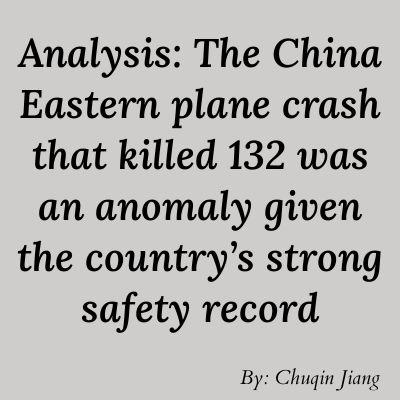 Analysis: The China
Eastern plane crash
that killed 132 was
an anomaly given
the country’s strong
safety record
By: Chuqin Jiang